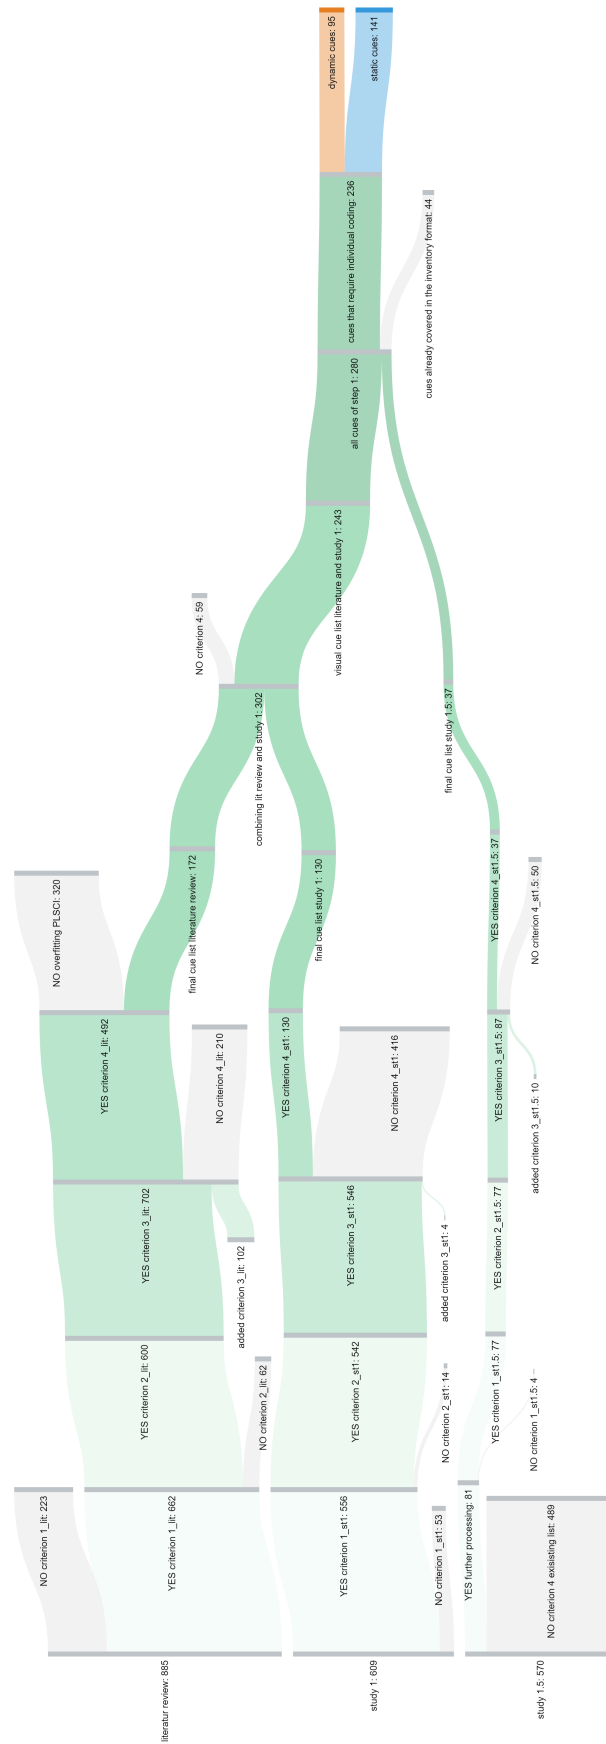 literatur review: 885
study 1: 609
study 1.5: 570
NO criterion 1_lit: 223
YES criterion 1_lit: 662
YES criterion 1_st1: 556
NO criterion 1_st1: 53
YES further processing: 81
NO criterion 4 exisisting list: 489
YES criterion 2_lit: 600
NO criterion 2_lit: 62
YES criterion 2_st1: 542
NO criterion 2_st1: 14
YES criterion 1_st1.5: 77
NO criterion 1_st1.5: 4
YES criterion 3_lit: 702
added criterion 3_lit: 102
YES criterion 3_st1: 546
added criterion 3_st1: 4
YES criterion 2_st1.5: 77
added criterion 3_st1.5: 10
YES criterion 4_lit: 492
NO criterion 4_lit: 210
YES criterion 4_st1: 130
NO criterion 4_st1: 416
YES criterion 3_st1.5: 87
NO overfitting PLSCI: 320
final cue list literature review: 172
final cue list study 1: 130
YES criterion 4_st1.5: 37
NO criterion 4_st1.5: 50
combining lit review and study 1: 302
final cue list study 1.5: 37
NO criterion 4: 59
visual cue list literature and study 1: 243
all cues of step 1: 280
cues that require individual coding: 236
cues already covered in the inventory format: 44
dynamic cues: 95
static cues: 141